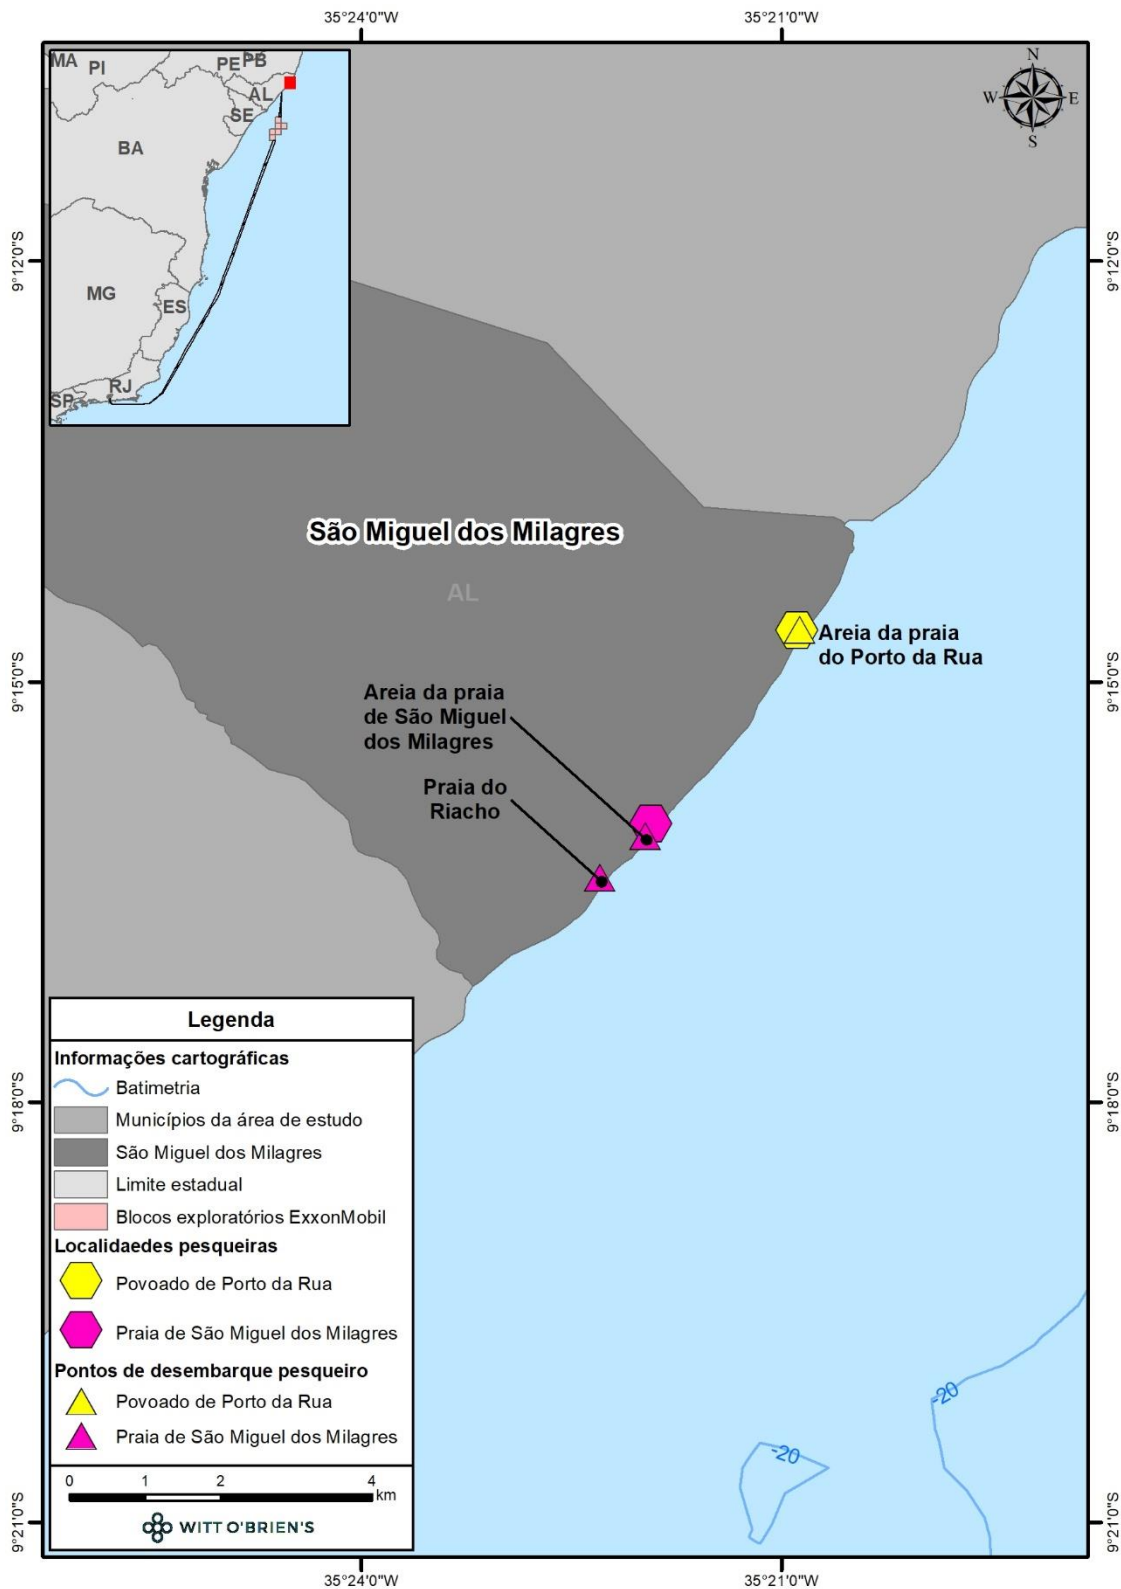 35°24'0"W
35°21'0"W
MA
PI
PE
PB
AL
SE
BA
MG
ES
RJ
SP
N
W
E
S
9°12'0"S
9°12'0"S
São Miguel dos Milagres
AL
Areia da praia
do Porto da Rua
9°15'0"S
9°15'0"S
Areia da praia
de São Miguel
dos Milagres
Praia do
Riacho
9°18'0"S
9°18'0"S
Legenda
Informações cartográficas
Batimetria
Municípios da área de estudo
São Miguel dos Milagres
Limite estadual
Blocos exploratórios ExxonMobil
Localidaedes pesqueiras
Povoado de Porto da Rua
Praia de São Miguel dos Milagres
Pontos de desembarque pesqueiro
Povoado de Porto da Rua
Praia de São Miguel dos Milagres
0 1 2 4
km
WITT O'BRIEN'S
-20
-20
9°21'0"S
9°21'0"S
35°24'0"W
35°21'0"W